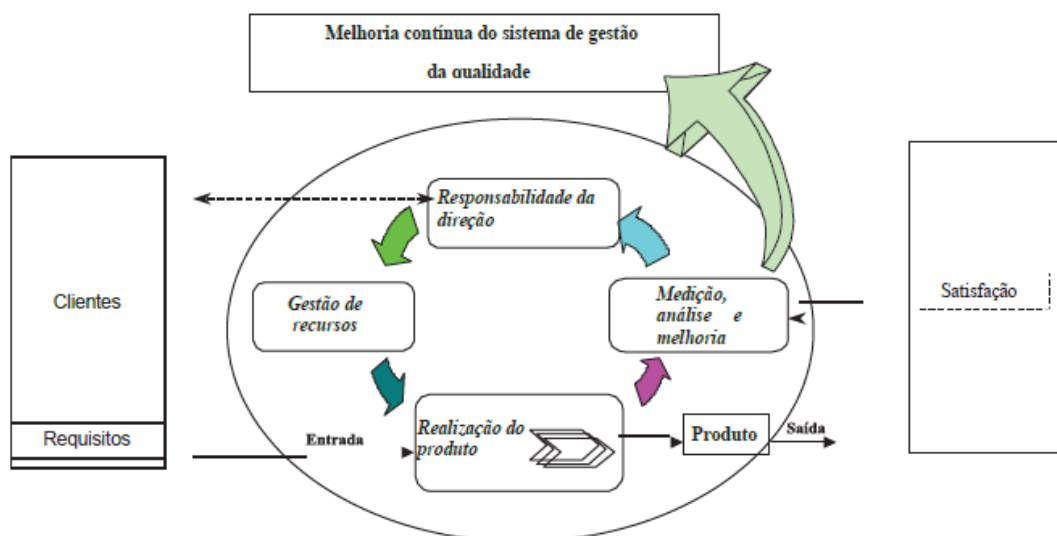 Melhoria contínua do sistema de gestão
da qualidade
Responsabilidade da
direção
Clientes
Gestão de
recursos
Medição,
análise e
melhoria
Satisfação
Requisitos
Entrada
Realização do
produto
Produto
Saída